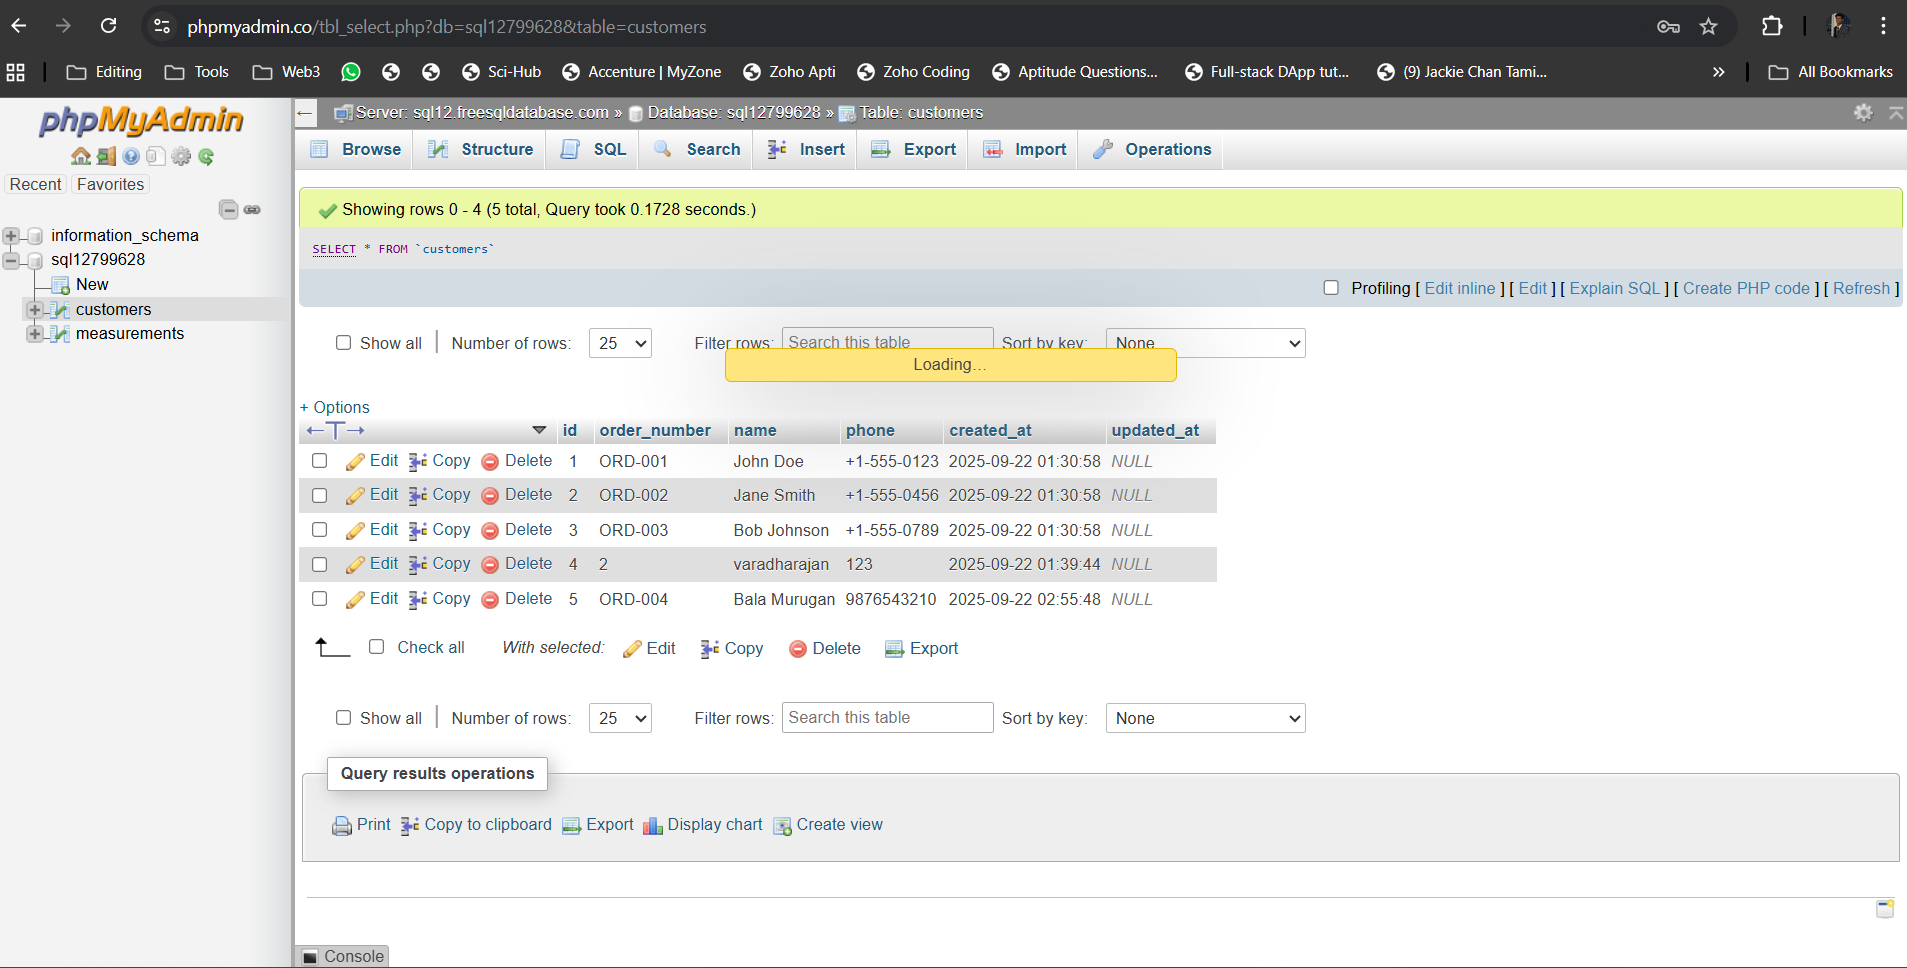 phpmyadmin.co/tbl_select.php?db=sql12799628&table=customers
Editing Tools Web3 Sci-Hub Accenture | MyZone Zoho Apti Zoho Coding Aptitude Questions... Full-stack DApp tut... (9) Jackie Chan Tami... » All Bookmarks
phpMyAdmin
Recent Favorites
information_schema
sql12799628
New
customers
measurements
Server: sql12.freesqldatabase.com » Database: sql12799628 » Table: customers
Browse Structure SQL Search Insert Export Import Operations
Showing rows 0 - 4 (5 total, Query took 0.1728 seconds.)
SELECT * FROM `customers`
Profiling [ Edit inline ] [ Edit ] [ Explain SQL ] [ Create PHP code ] [ Refresh ]
Show all | Number of rows: 25 Filter rows: Search this table Sort by key: None
Loading…
+ Options
←T→ id order_number name phone created_at updated_at
Edit Copy Delete 1 ORD-001 John Doe +1-555-0123 2025-09-22 01:30:58 NULL
Edit Copy Delete 2 ORD-002 Jane Smith +1-555-0456 2025-09-22 01:30:58 NULL
Edit Copy Delete 3 ORD-003 Bob Johnson +1-555-0789 2025-09-22 01:30:58 NULL
Edit Copy Delete 4 2 varadharajan 123 2025-09-22 01:39:44 NULL
Edit Copy Delete 5 ORD-004 Bala Murugan 9876543210 2025-09-22 02:55:48 NULL
Check all With selected: Edit Copy Delete Export
Show all | Number of rows: 25 Filter rows: Search this table Sort by key: None
Query results operations
Print Copy to clipboard Export Display chart Create view
Console